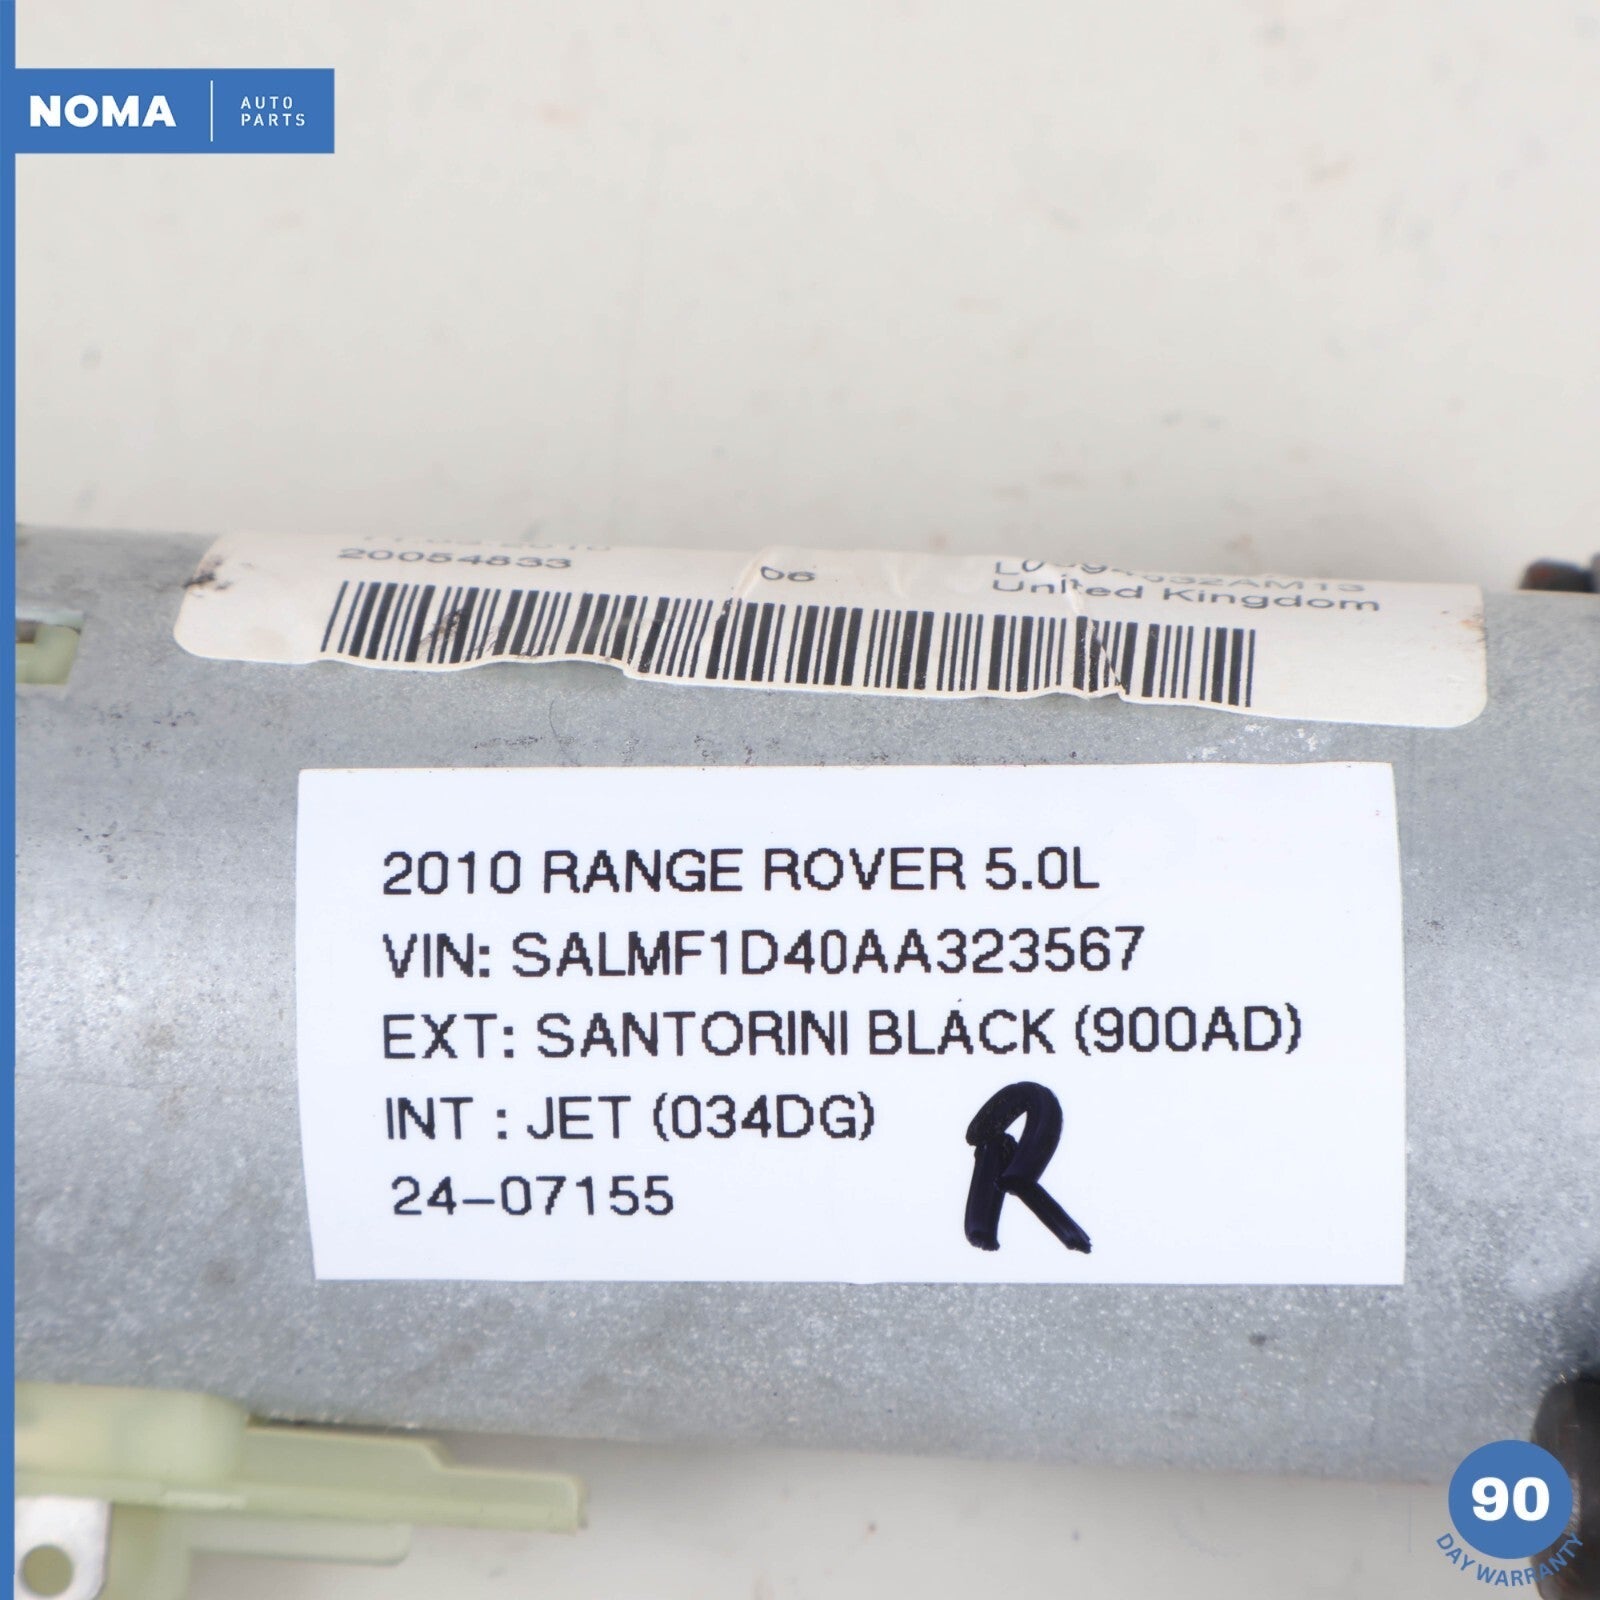 NOMA
AUTO
PARTS
20054833
06
United Kingdom
2010 RANGE ROVER 5.0L
VIN: SALMF1D40AA323567
EXT: SANTORINI BLACK (900AD)
INT : JET (034DG)
24-07155
R
90
DAY WARRANTY